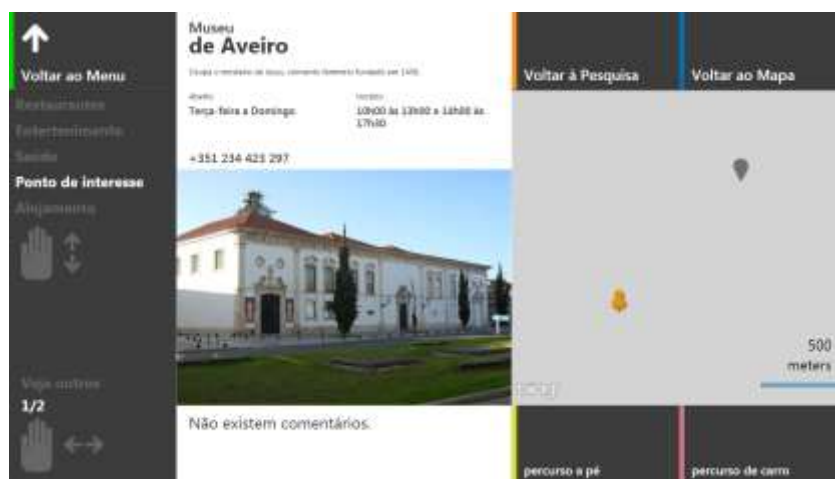 Voltar ao Menu
Restaurantes
Entertenimento
Saúde
Ponto de interesse
Alojamento
Veja outros
1/2
Museu
de Aveiro
Aberto
Terça-feira a Domingo
Horário
10h00 às 13h00 e 14h00 às
17h30
+351 234 423 297
Não existem comentários.
Voltar à Pesquisa
Voltar ao Mapa
500
meters
percurso a pé
percurso de carro